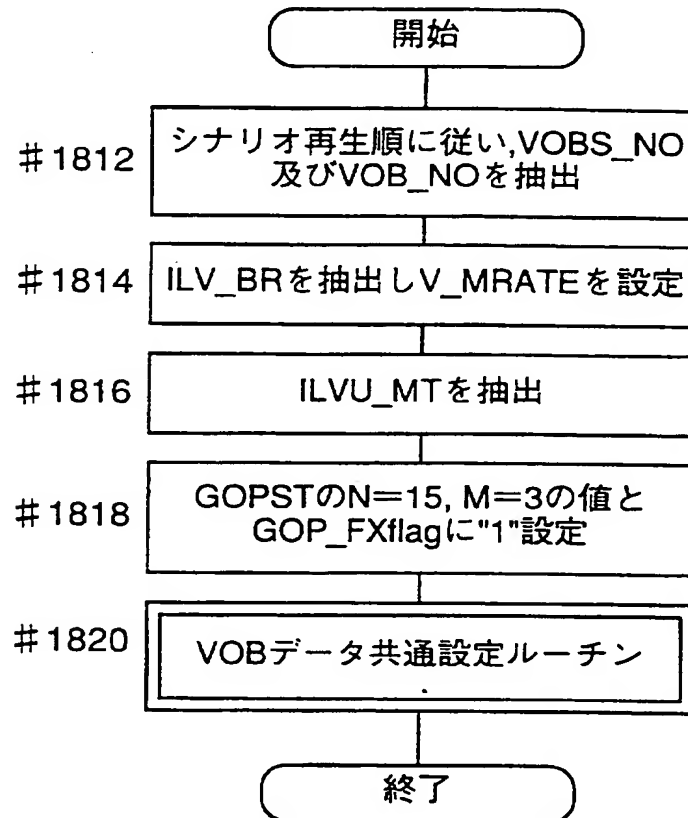 開始
#1812
シナリオ再生順に従い,VOBS_NO
及びVOB_NOを抽出
#1814
ILV_BRを抽出しV_MRATEを設定
#1816
ILVU_MTを抽出
#1818
GOPSTのN=15, M=3の値と
GOP_FXflagに"1"設定
#1820
VOBデータ共通設定ルーチン
終了